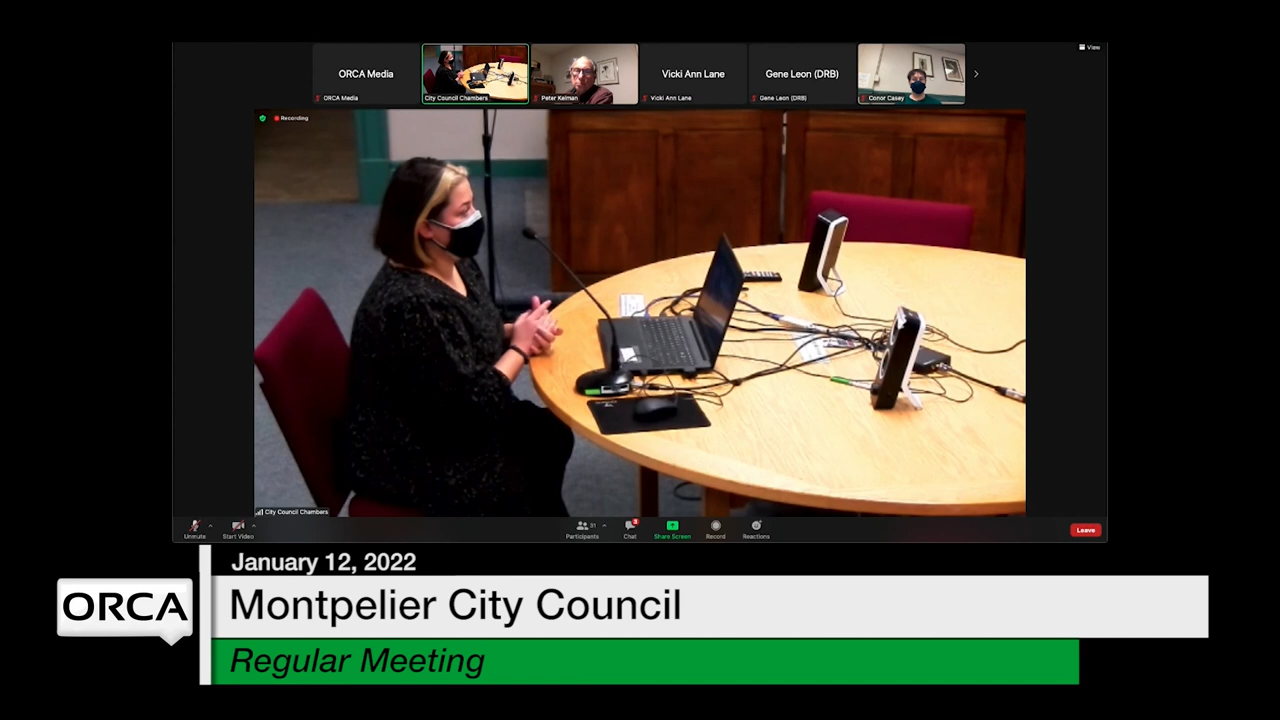 View
ORCA Media
Vicki Ann Lane
Gene Leon (DRB)
ORCA Media
City Council Chambers
Peter Kelman
Vicki Ann Lane
Gene Leon (DRB)
Conor Casey
Recording
City Council Chambers
Unmute
Start Video
31
Participants
Chat
Share Screen
Record
Reactions
Leave
January 12, 2022
ORCA
Montpelier City Council
Regular Meeting